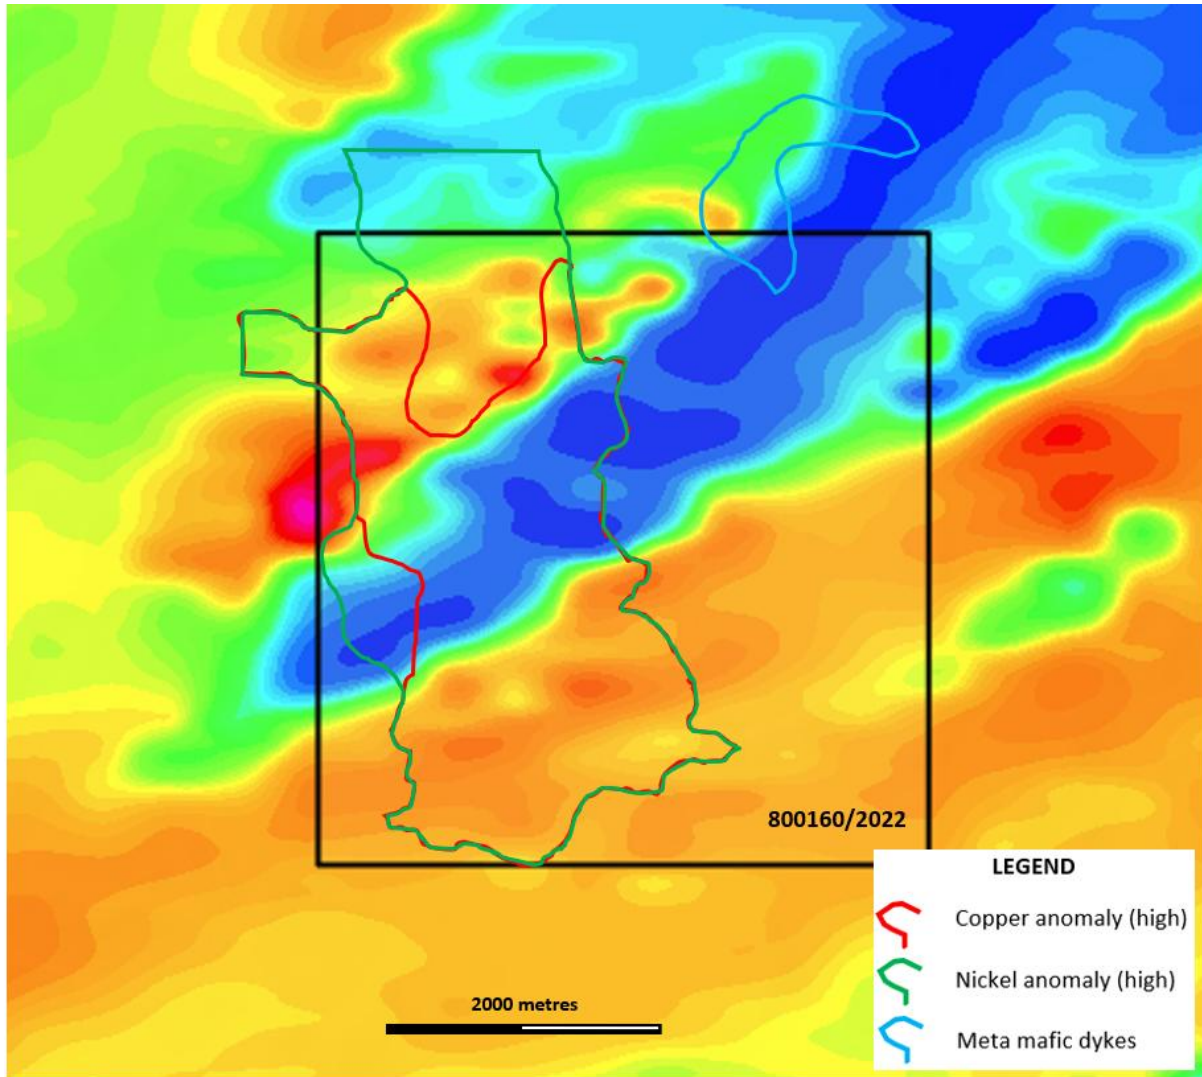 800160/2022
LEGEND
Copper anomaly (high)
Nickel anomaly (high)
Meta mafic dykes
2000 metres